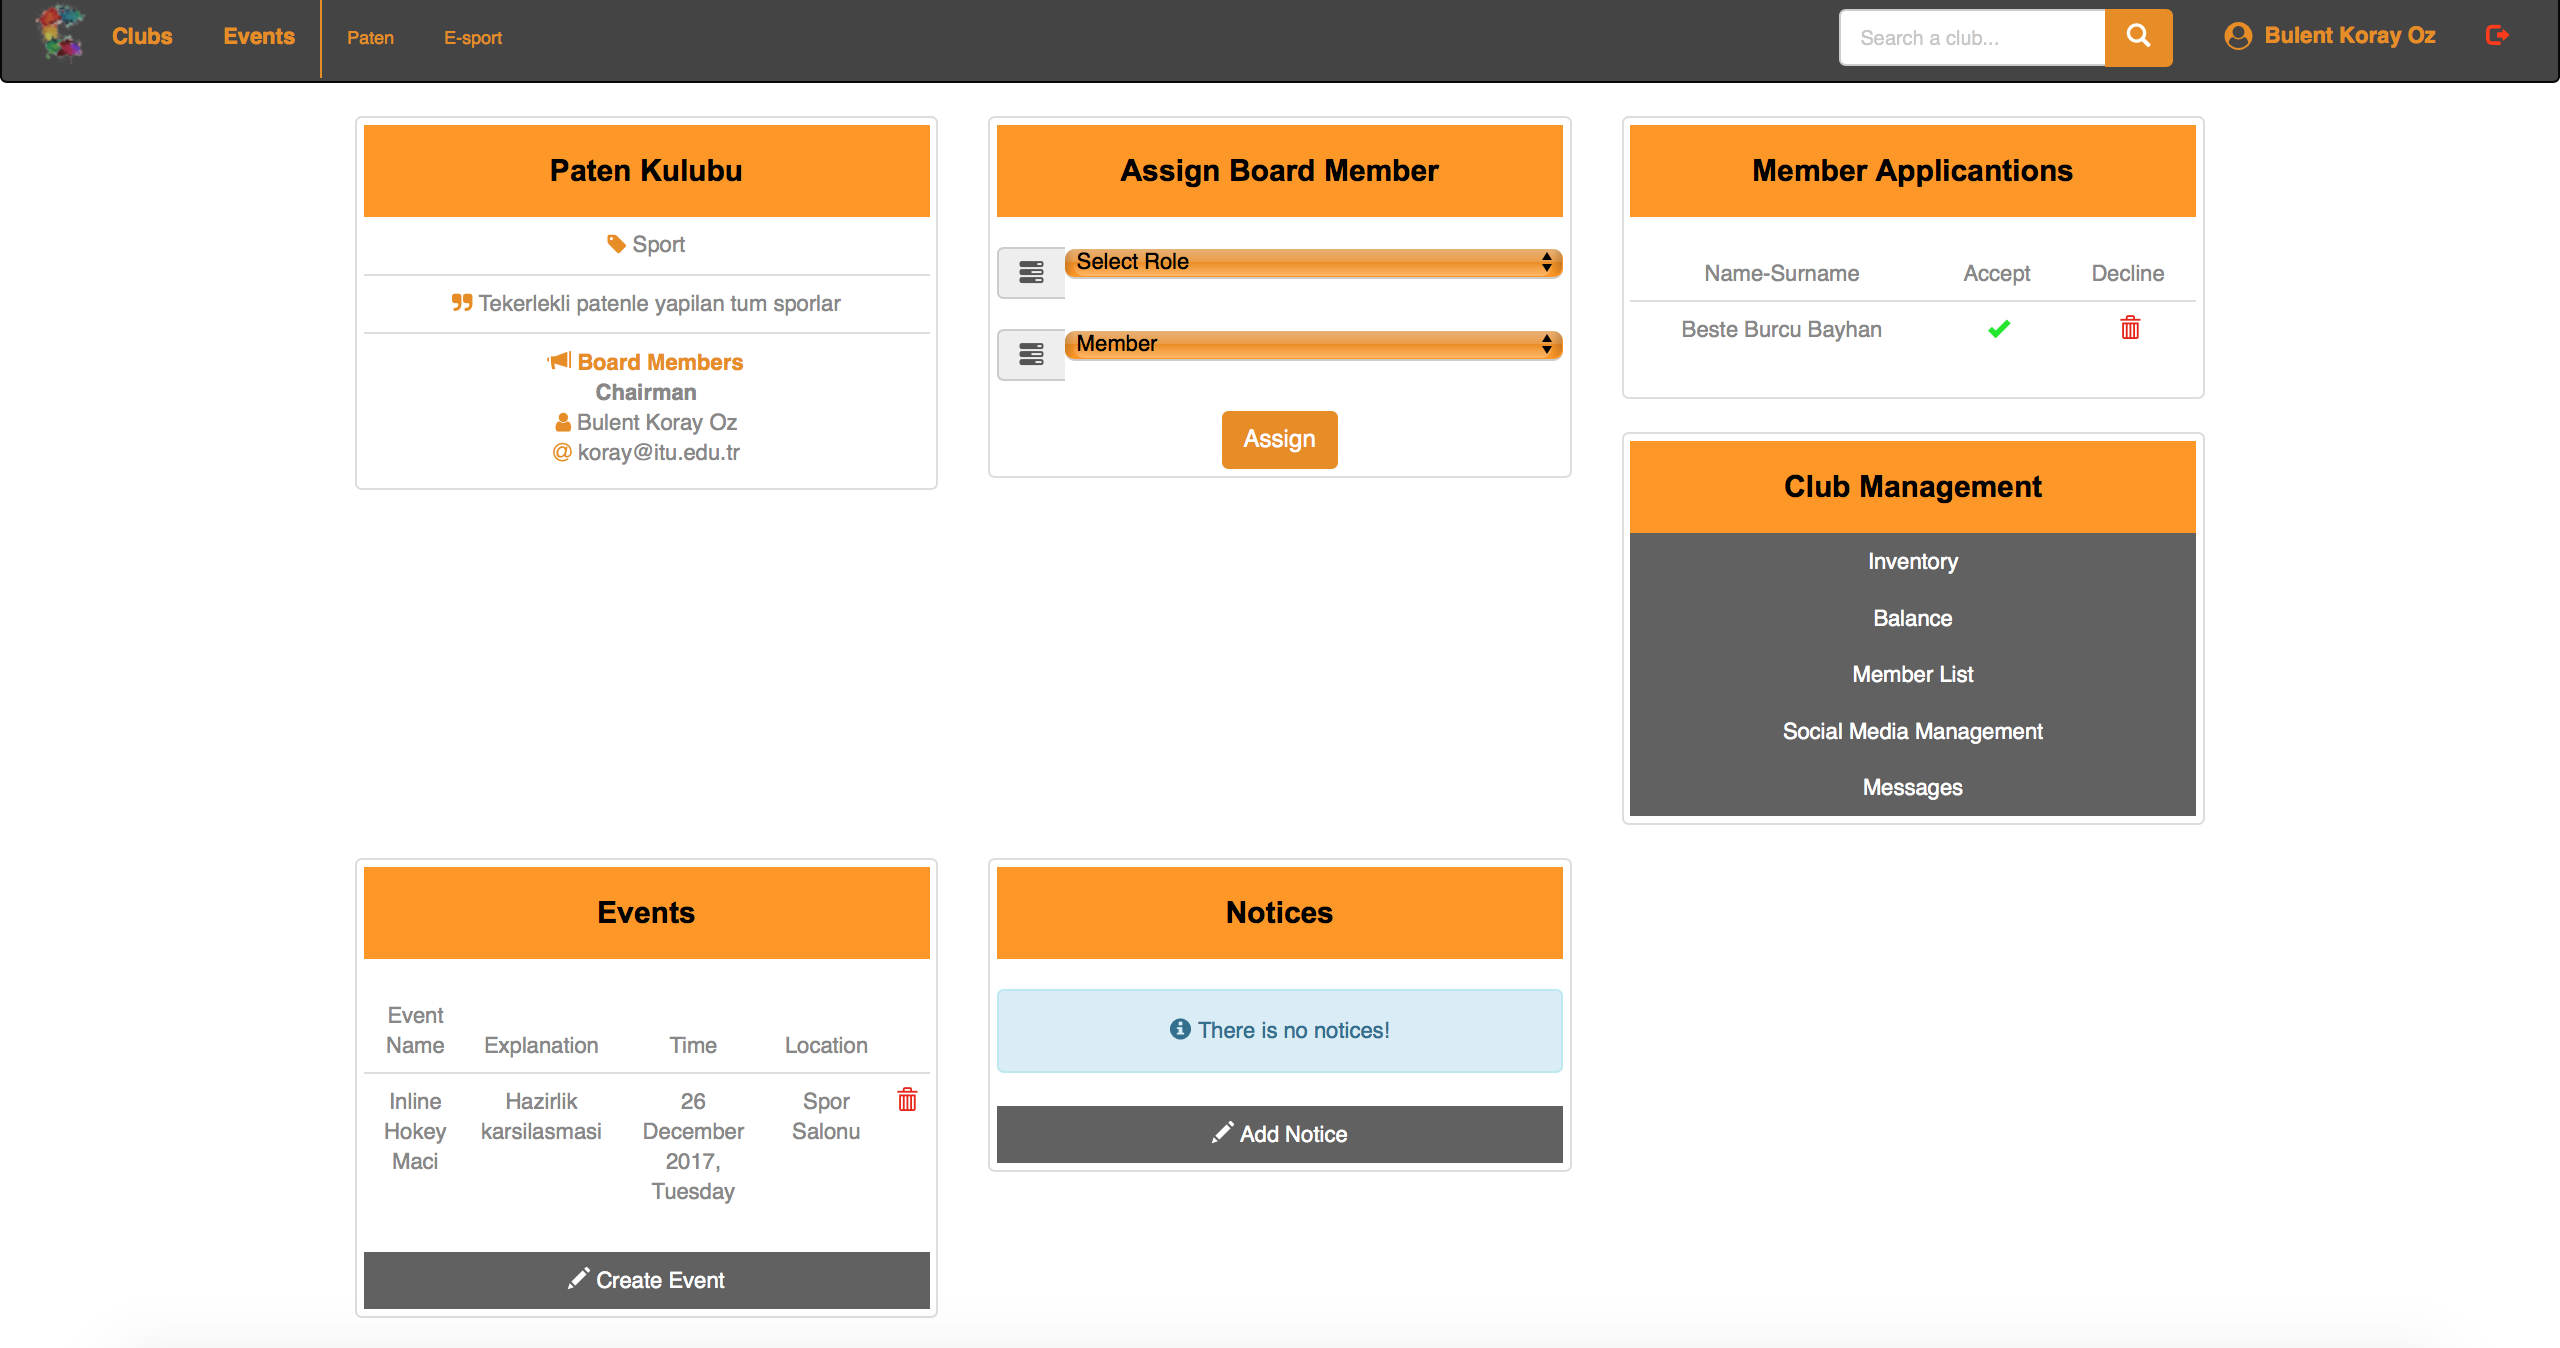 Clubs Events Paten E-sport Search a club... Bulent Koray Oz
Paten Kulubu
Sport
Tekerlekli patenle yapilan tum sporlar
Board Members
Chairman
Bulent Koray Oz
@ koray@itu.edu.tr
Assign Board Member
Select Role
Member
Assign
Member Applicantions
Name-Surname Accept Decline
Beste Burcu Bayhan
Club Management
Inventory
Balance
Member List
Social Media Management
Messages
Events
Event
Name Explanation Time Location
Inline Hazirlik 26 Spor
Hokey karsilasmasi December Salonu
Maci 2017,
Tuesday
Create Event
Notices
There is no notices!
Add Notice